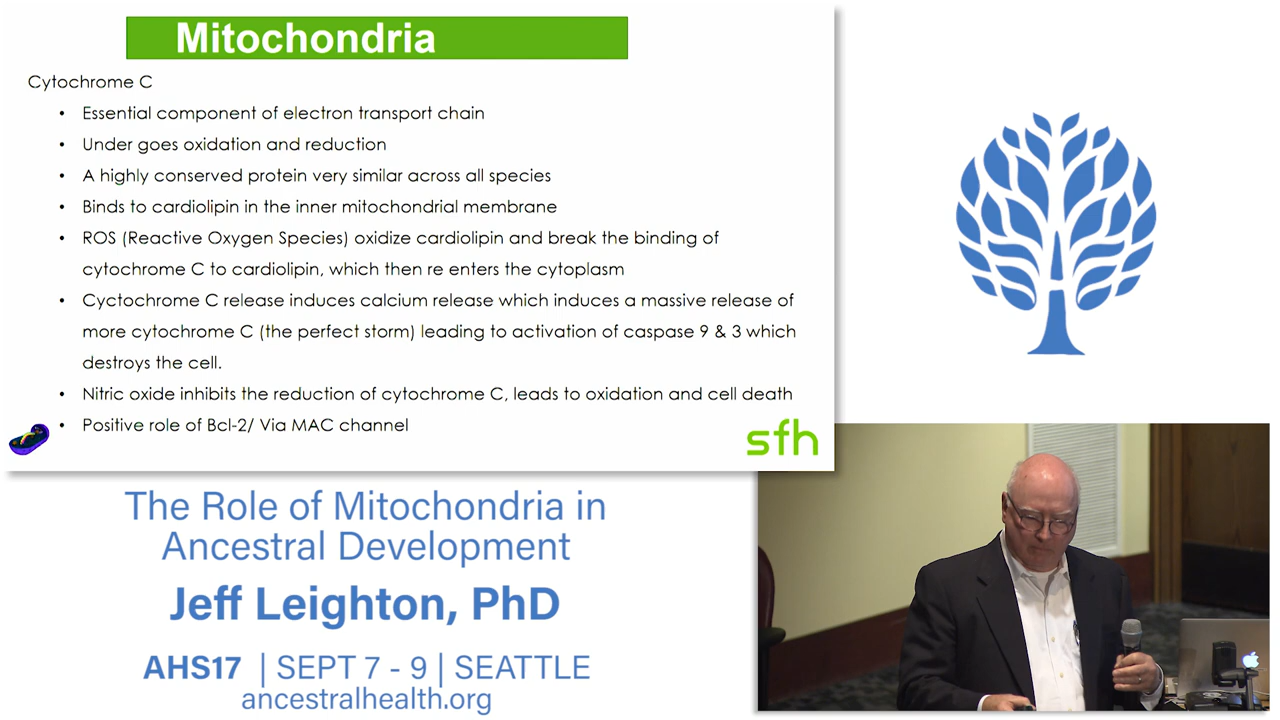 Mitochondria
Cytochrome C
• Essential component of electron transport chain
• Under goes oxidation and reduction
• A highly conserved protein very similar across all species
• Binds to cardiolipin in the inner mitochondrial membrane
• ROS (Reactive Oxygen Species) oxidize cardiolipin and break the binding of
cytochrome C to cardiolipin, which then re enters the cytoplasm
• Cyctochrome C release induces calcium release which induces a massive release of
more cytochrome C (the perfect storm) leading to activation of caspase 9 & 3 which
destroys the cell.
• Nitric oxide inhibits the reduction of cytochrome C, leads to oxidation and cell death
• Positive role of Bcl-2/ Via MAC channel
sfh
The Role of Mitochondria in
Ancestral Development
Jeff Leighton, PhD
AHS17 | SEPT 7 - 9 | SEATTLE
ancestralhealth.org